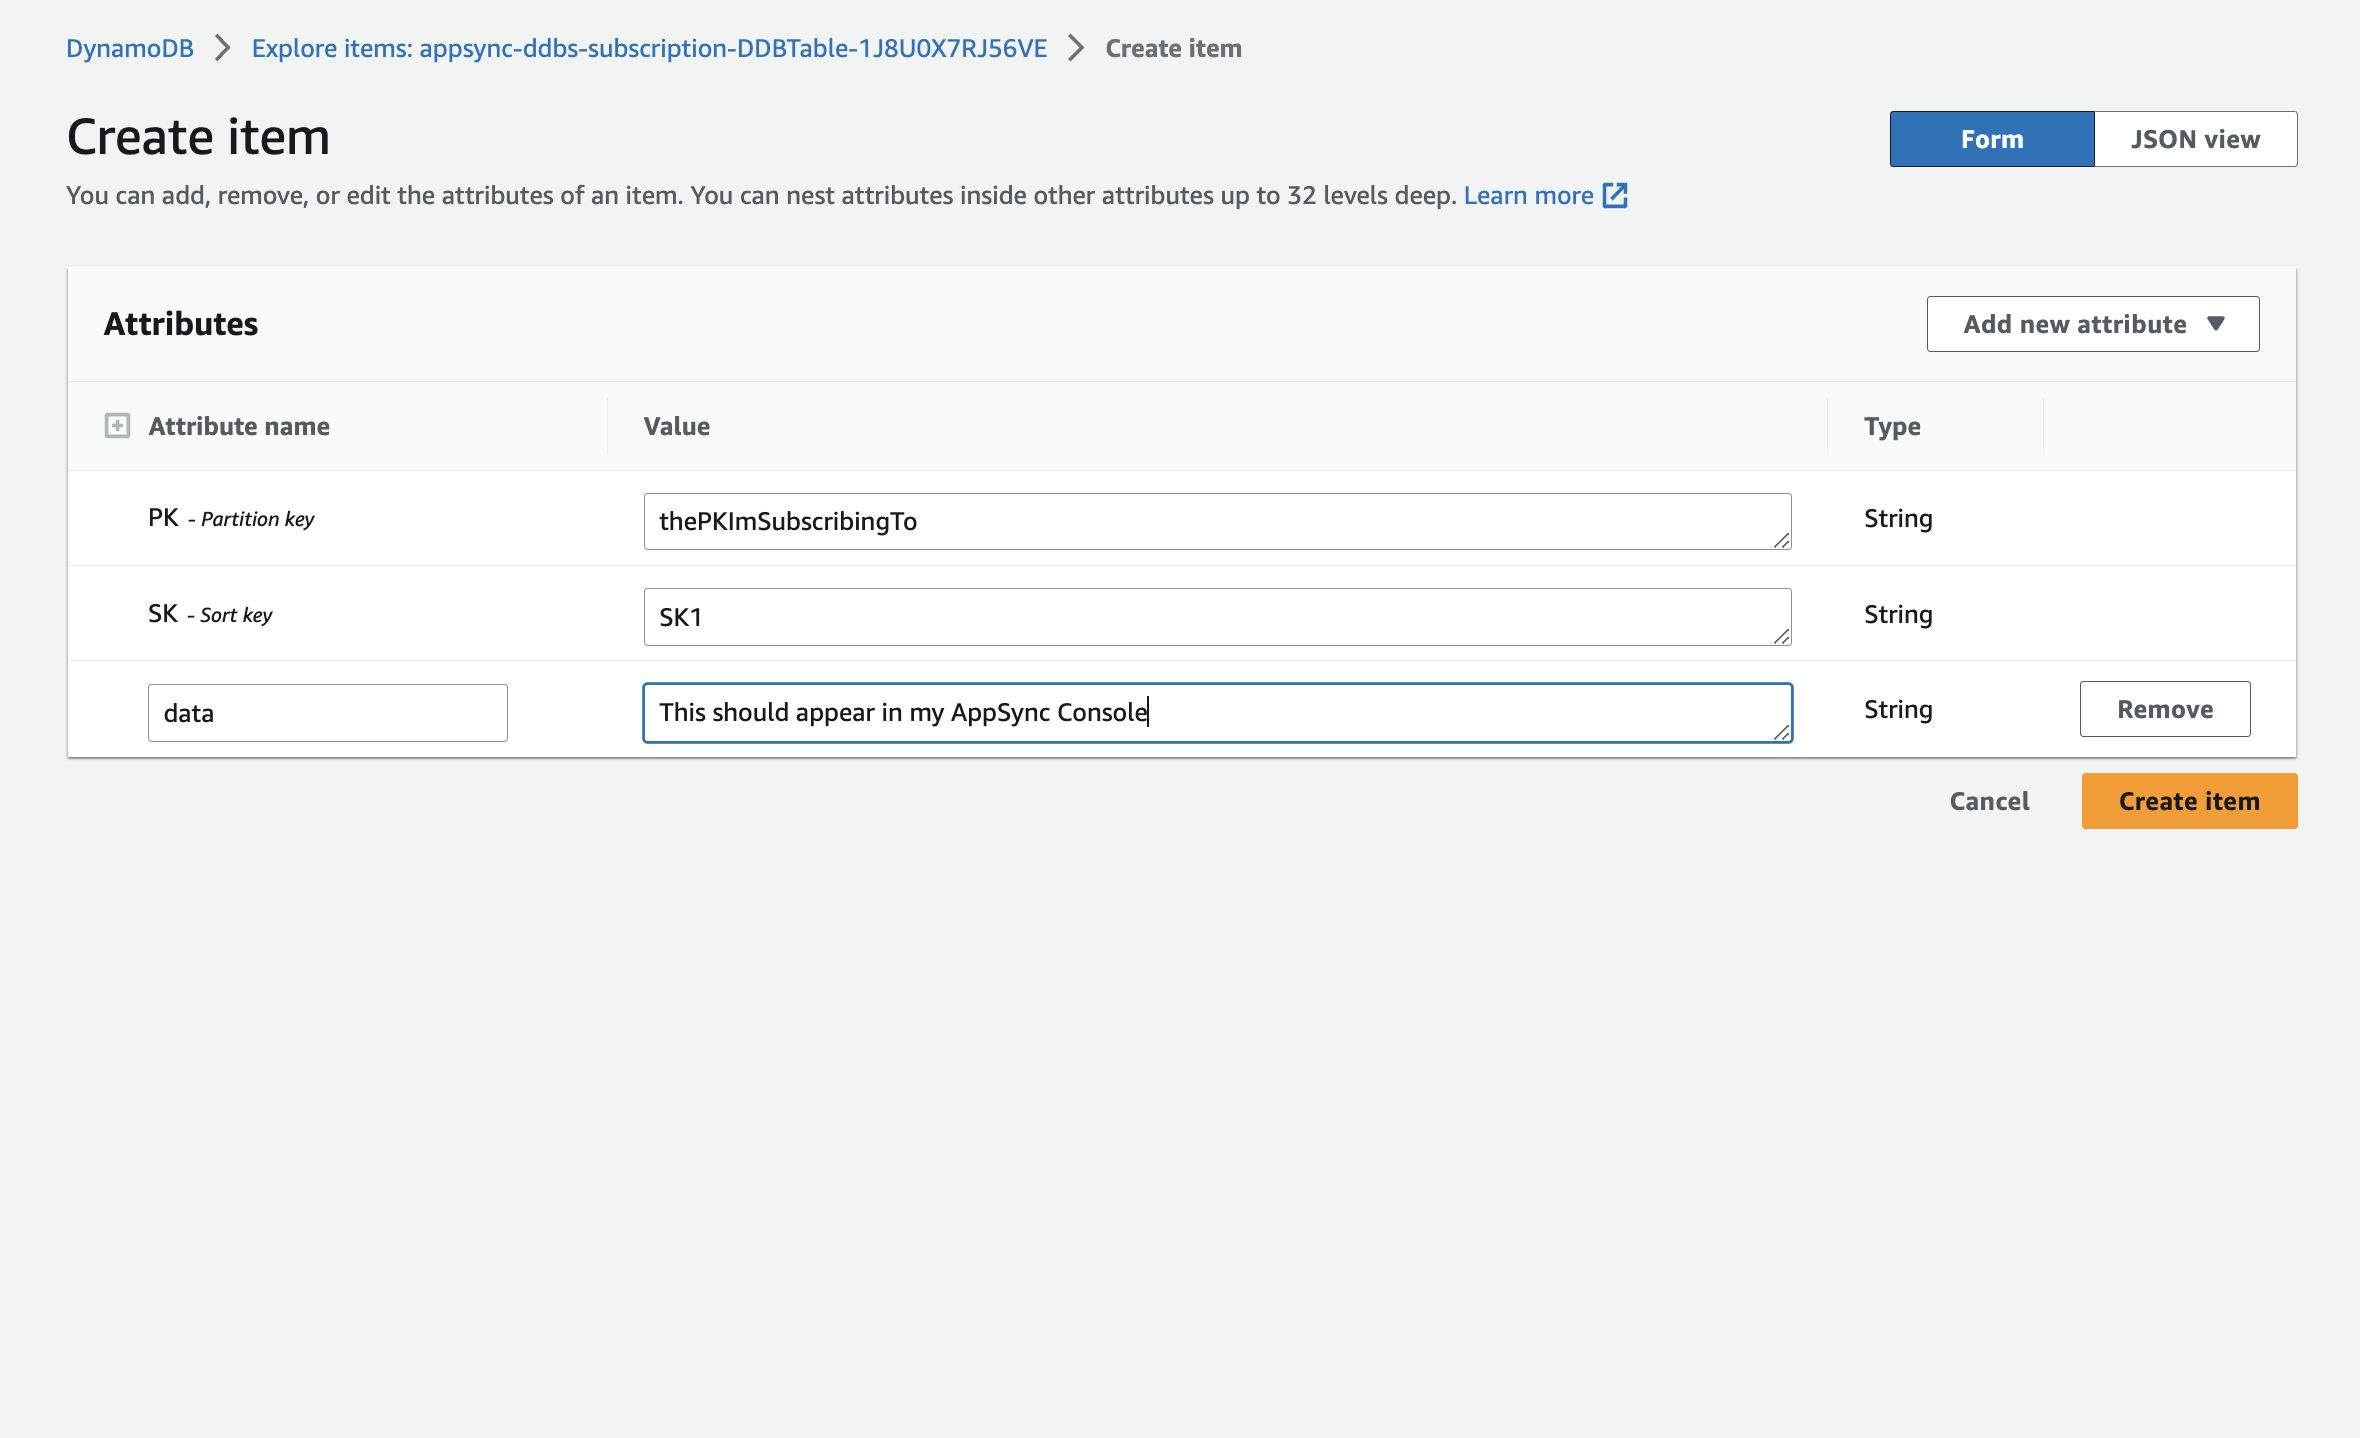 DynamoDB > Explore items: appsync-ddbs-subscription-DDBTable-1J8U0X7RJ56VE > Create item
Create item
Form JSON view
You can add, remove, or edit the attributes of an item. You can nest attributes inside other attributes up to 32 levels deep. Learn more
Attributes
Add new attribute
Attribute name Value Type
PK - Partition key thePKImSubscribingTo String
SK - Sort key SK1 String
data This should appear in my AppSync Console String Remove
Cancel Create item